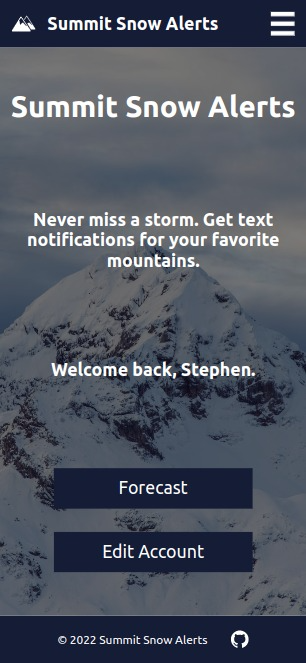 Summit Snow Alerts
Summit Snow Alerts
Never miss a storm. Get text
notifications for your favorite
mountains.
Welcome back, Stephen.
Forecast
Edit Account
© 2022 Summit Snow Alerts